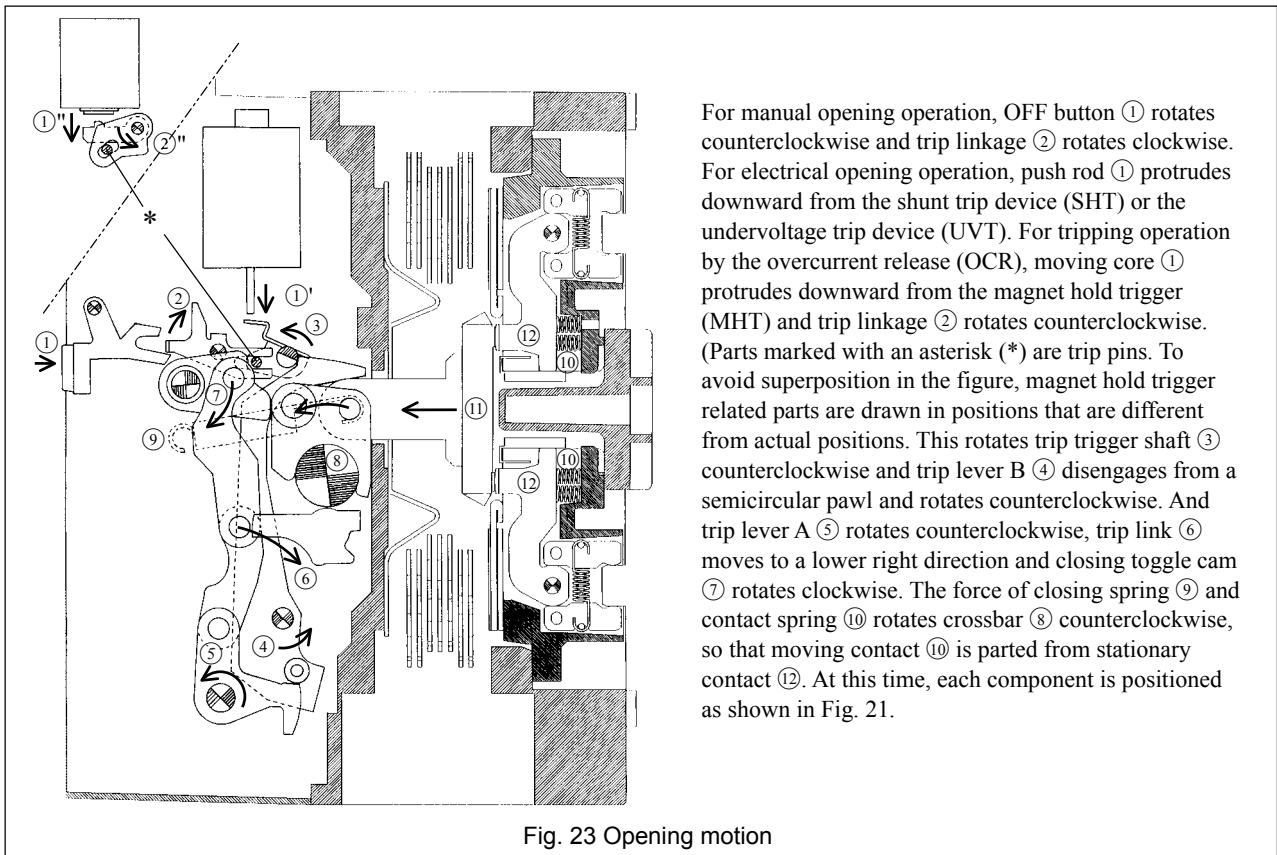 ①"
②"
*
②
①'
③
①
⑫
⑩
⑦
⑪
⑨
⑧
⑩
⑫
⑥
④
⑤
For manual opening operation, OFF button ① rotates
counterclockwise and trip linkage ② rotates clockwise.
For electrical opening operation, push rod ① protrudes
downward from the shunt trip device (SHT) or the
undervoltage trip device (UVT). For tripping operation
by the overcurrent release (OCR), moving core ①
protrudes downward from the magnet hold trigger
(MHT) and trip linkage ② rotates counterclockwise.
(Parts marked with an asterisk (*) are trip pins. To
avoid superposition in the figure, magnet hold trigger
related parts are drawn in positions that are different
from actual positions. This rotates trip trigger shaft ③
counterclockwise and trip lever B ④ disengages from a
semicircular pawl and rotates counterclockwise. And
trip lever A ⑤ rotates counterclockwise, trip link ⑥
moves to a lower right direction and closing toggle cam
⑦ rotates clockwise. The force of closing spring ⑨ and
contact spring ⑩ rotates crossbar ⑧ counterclockwise,
so that moving contact ⑩ is parted from stationary
contact ⑫. At this time, each component is positioned
as shown in Fig. 21.
Fig. 23 Opening motion